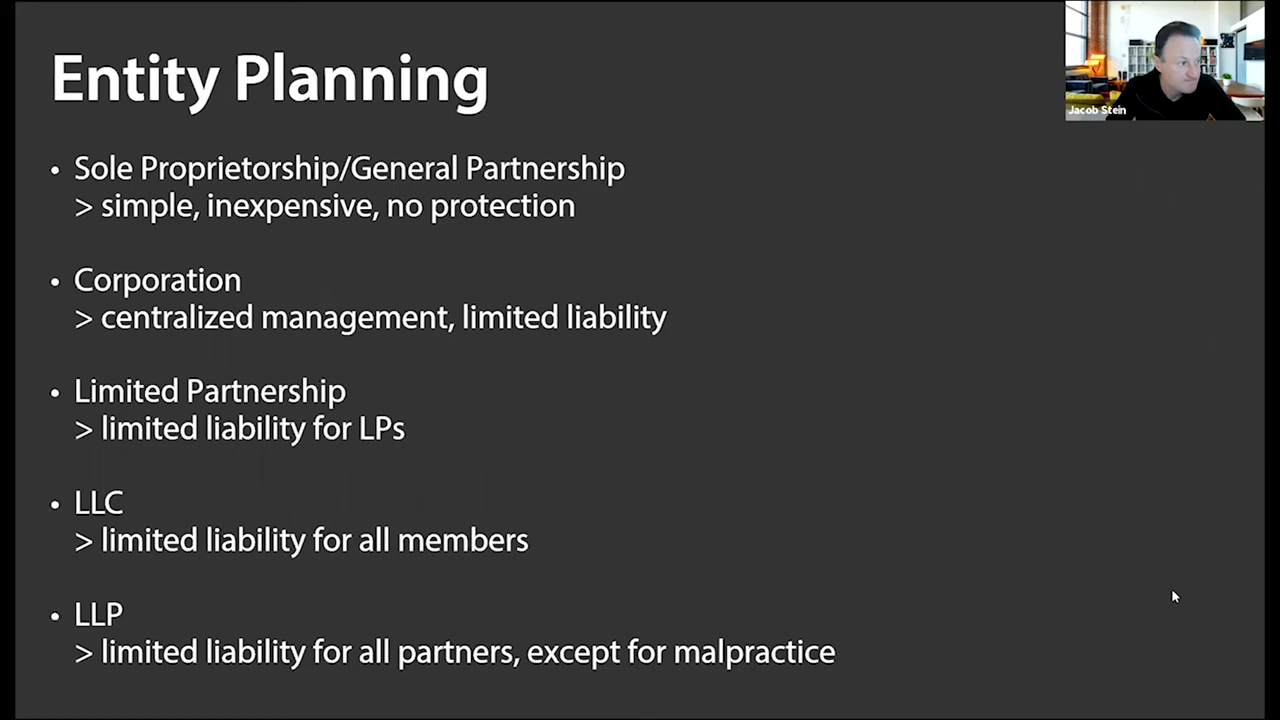 Entity Planning
Jacob Stein
• Sole Proprietorship/General Partnership
> simple, inexpensive, no protection
• Corporation
> centralized management, limited liability
• Limited Partnership
> limited liability for LPs
• LLC
> limited liability for all members
• LLP
> limited liability for all partners, except for malpractice